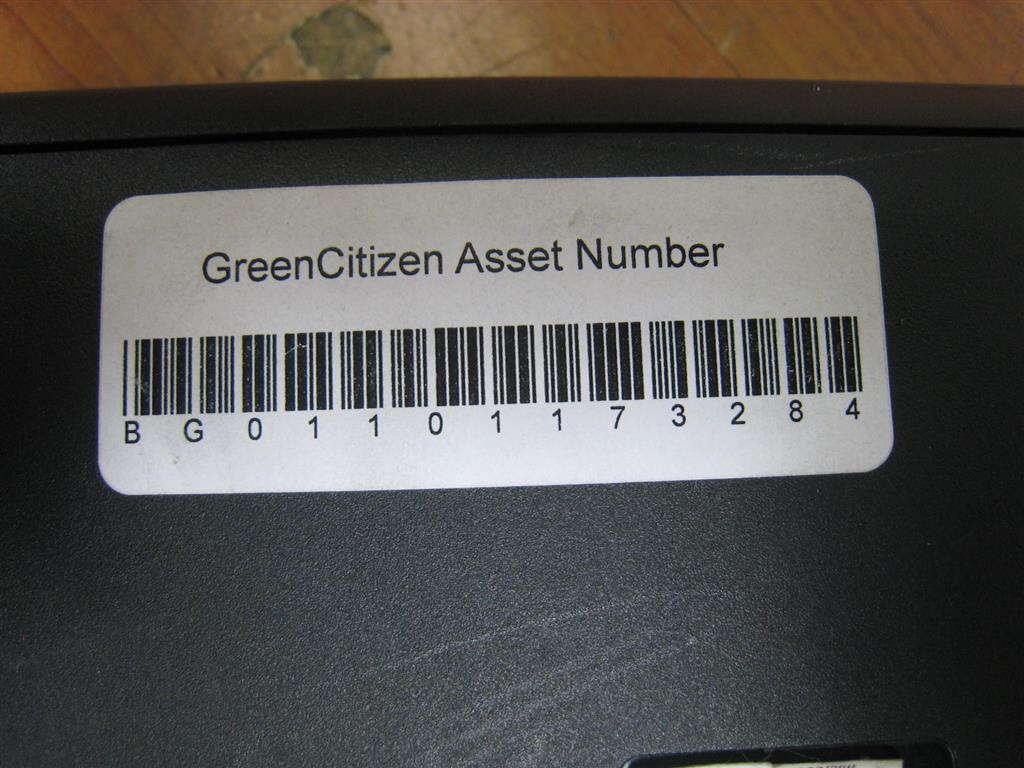 GreenCitizen Asset Number
B G 0 1 1 0 1 1 7 3 2 8 4